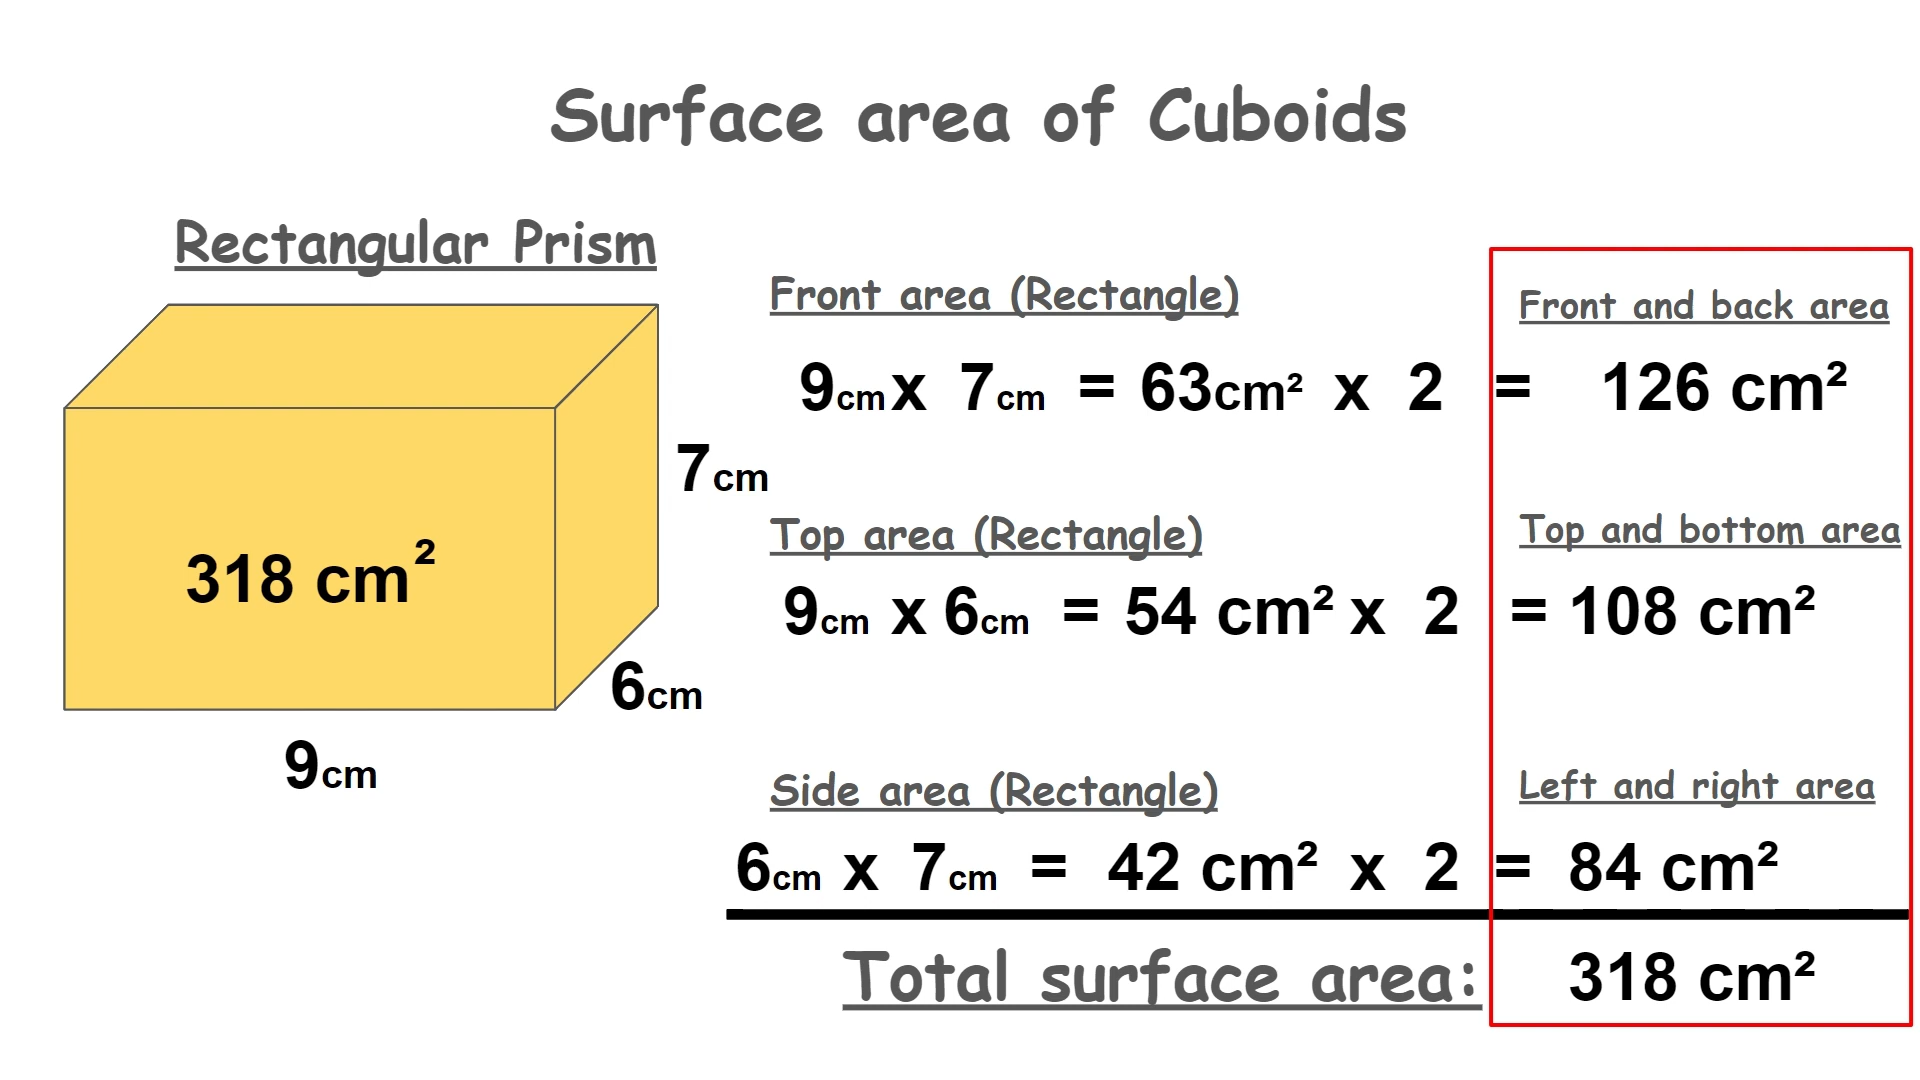 Surface area of Cuboids
Rectangular Prism
318 cm²
7cm
6cm
9cm
Front area (Rectangle)
Front and back area
9cm x 7cm = 63cm² x 2 = 126 cm²
Top area (Rectangle)
Top and bottom area
9cm x 6cm = 54 cm² x 2 = 108 cm²
Side area (Rectangle)
Left and right area
6cm x 7cm = 42 cm² x 2 = 84 cm²
Total surface area: 318 cm²